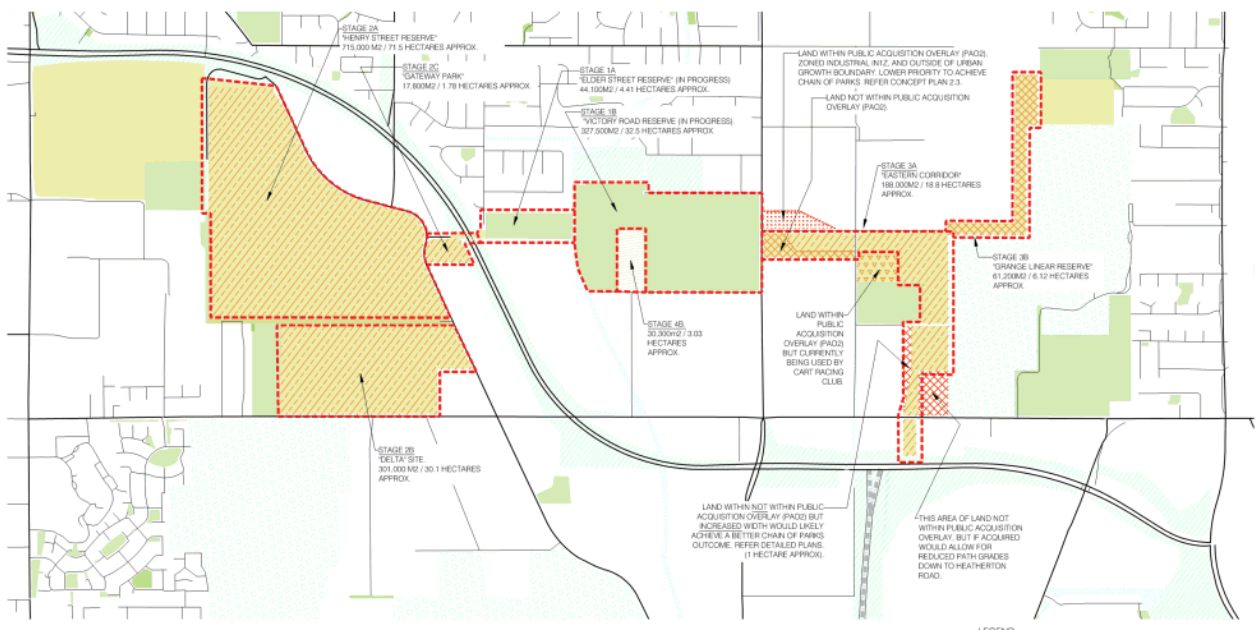 STAGE 2A
"HENRY STREET RESERVE"
715,000 M2 / 71.5 HECTARES APPROX.
STAGE 2C
"GATEWAY PARK"
17,800M2 / 1.78 HECTARES APPROX.
STAGE 1A
"ELDER STREET RESERVE" (IN PROGRESS)
44,100M2 / 4.41 HECTARES APPROX.
STAGE 1B
"VICTORY ROAD RESERVE (IN PROGRESS)
327,500M2 / 32.5 HECTARES APPROX.
LAND WITHIN PUBLIC ACQUISITION OVERLAY (PAO2).
ZONED INDUSTRIAL IN1Z, AND OUTSIDE OF URBAN
GROWTH BOUNDARY. LOWER PRIORITY TO ACHIEVE
CHAIN OF PARKS. REFER CONCEPT PLAN 2.3.
LAND NOT WITHIN PUBLIC ACQUISITION
OVERLAY (PAO2).
STAGE 3A
"EASTERN CORRIDOR"
188,000M2 / 18.8 HECTARES
APPROX.
STAGE 3B
"GRANGE LINEAR RESERVE"
61,200M2 / 6.12 HECTARES
APPROX.
STAGE 4B.
30,300m2 / 3.03
HECTARES
APPROX.
LAND WITHIN
PUBLIC
ACQUISITION
OVERLAY (PAO2)
BUT CURRENTLY
BEING USED BY
CART RACING
CLUB.
STAGE 2B
"DELTA" SITE.
301,000 M2 / 30.1 HECTARES
APPROX.
LAND WITHIN NOT WITHIN PUBLIC
ACQUISITION OVERLAY (PAO2) BUT
INCREASED WIDTH WOULD LIKELY
ACHIEVE A BETTER CHAIN OF PARKS
OUTCOME. REFER DETAILED PLANS.
(1 HECTARE APPROX).
THIS AREA OF LAND NOT
WITHIN PUBLIC ACQUISITION
OVERLAY. BUT IF ACQUIRED
WOULD ALLOW FOR
REDUCED PATH GRADES
DOWN TO HEATHERTON
ROAD.
LEGEND